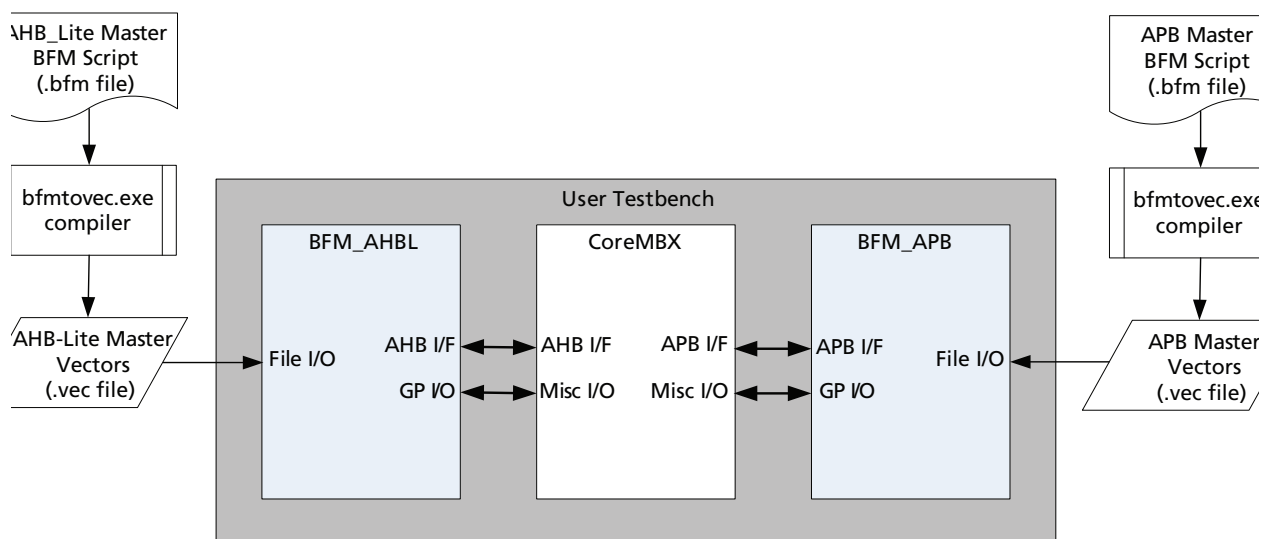 AHB_Lite Master
BFM Script
(.bfm file)
bfmtovec.exe
compiler
AHB-Lite Master
Vectors
(.vec file)
User Testbench
BFM_AHBL
File I/O
AHB I/F
GP I/O
CoreMBX
AHB I/F
Misc I/O
APB I/F
Misc I/O
BFM_APB
APB I/F
GP I/O
File I/O
APB Master
BFM Script
(.bfm file)
bfmtovec.exe
compiler
APB Master
Vectors
(.vec file)